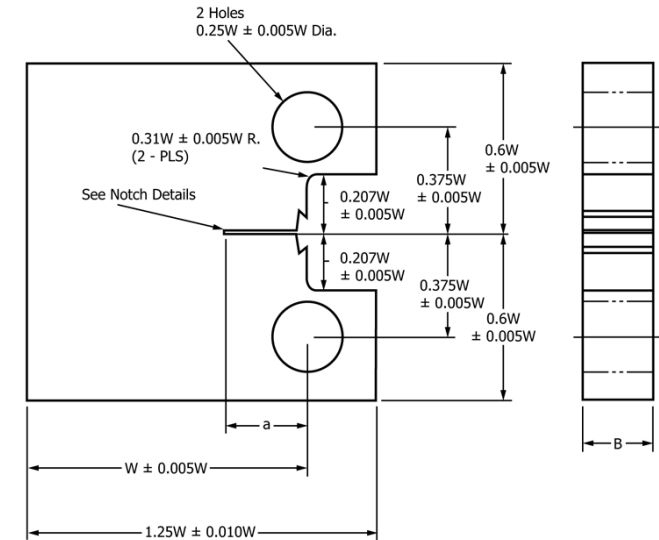 2 Holes
0.25W ± 0.005W Dia.
0.31W ± 0.005W R.
(2 - PLS)
See Notch Details
0.207W
± 0.005W
0.375W
± 0.005W
0.6W
± 0.005W
0.207W
± 0.005W
0.375W
± 0.005W
0.6W
± 0.005W
a
B
W ± 0.005W
1.25W ± 0.010W